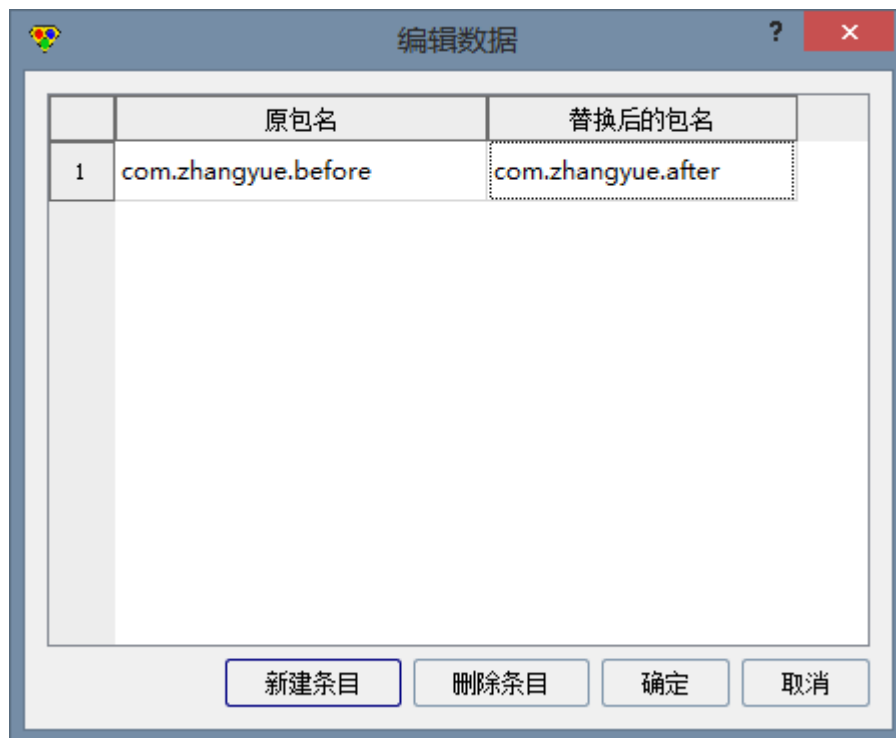 编辑数据
?
原包名 替换后的包名
1 com.zhangyue.before com.zhangyue.after
新建条目 删除条目 确定 取消